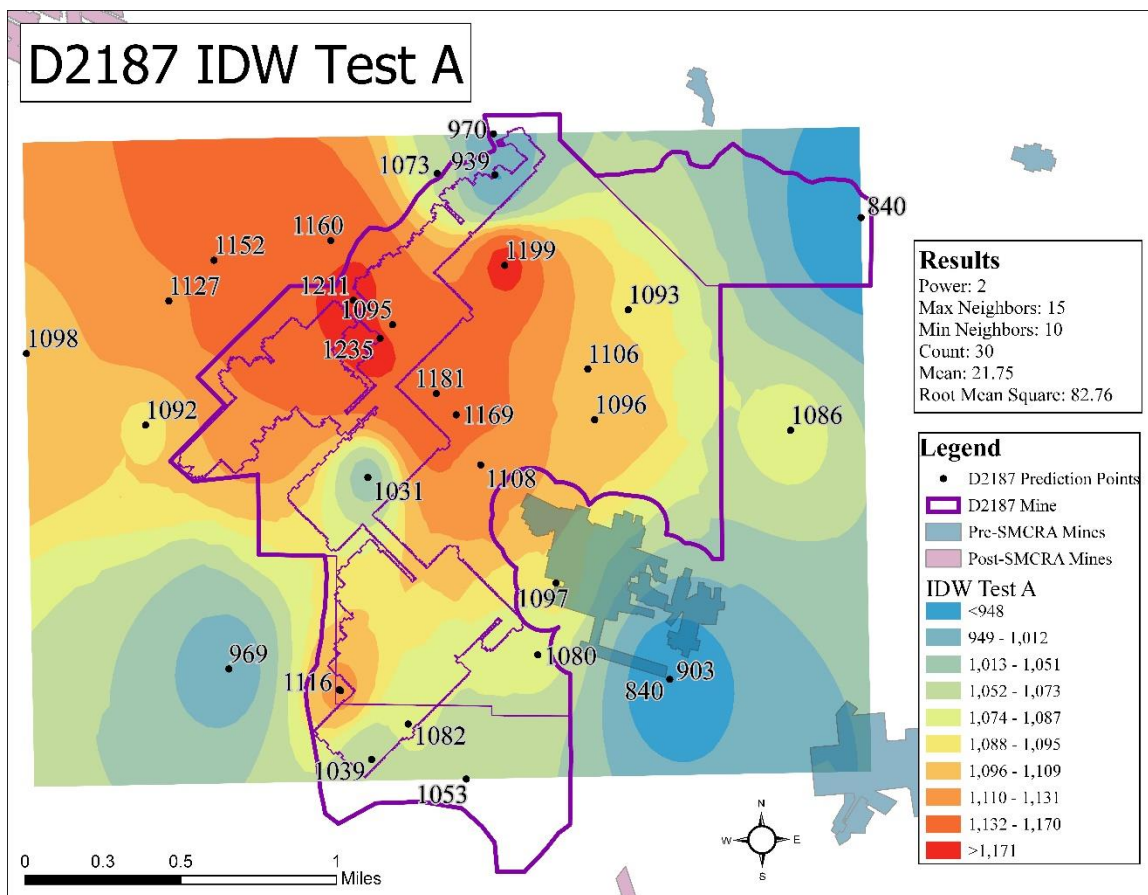 D2187 IDW Test A
970
1073
939
840
1160
1152
1199
1127
1211
1093
1095
1235
1098
1106
1181
1092
1169
1096
1086
1108
1031
1097
1080
969
903
840
1116
1082
1039
1053
Results
Power: 2
Max Neighbors: 15
Min Neighbors: 10
Count: 30
Mean: 21.75
Root Mean Square: 82.76
Legend
D2187 Prediction Points
D2187 Mine
Pre-SMCRA Mines
Post-SMCRA Mines
IDW Test A
<948
949 - 1,012
1,013 - 1,051
1,052 - 1,073
1,074 - 1,087
1,088 - 1,095
1,096 - 1,109
1,110 - 1,131
1,132 - 1,170
>1,171
N
W E
S
0 0.25 0.5 1
Miles